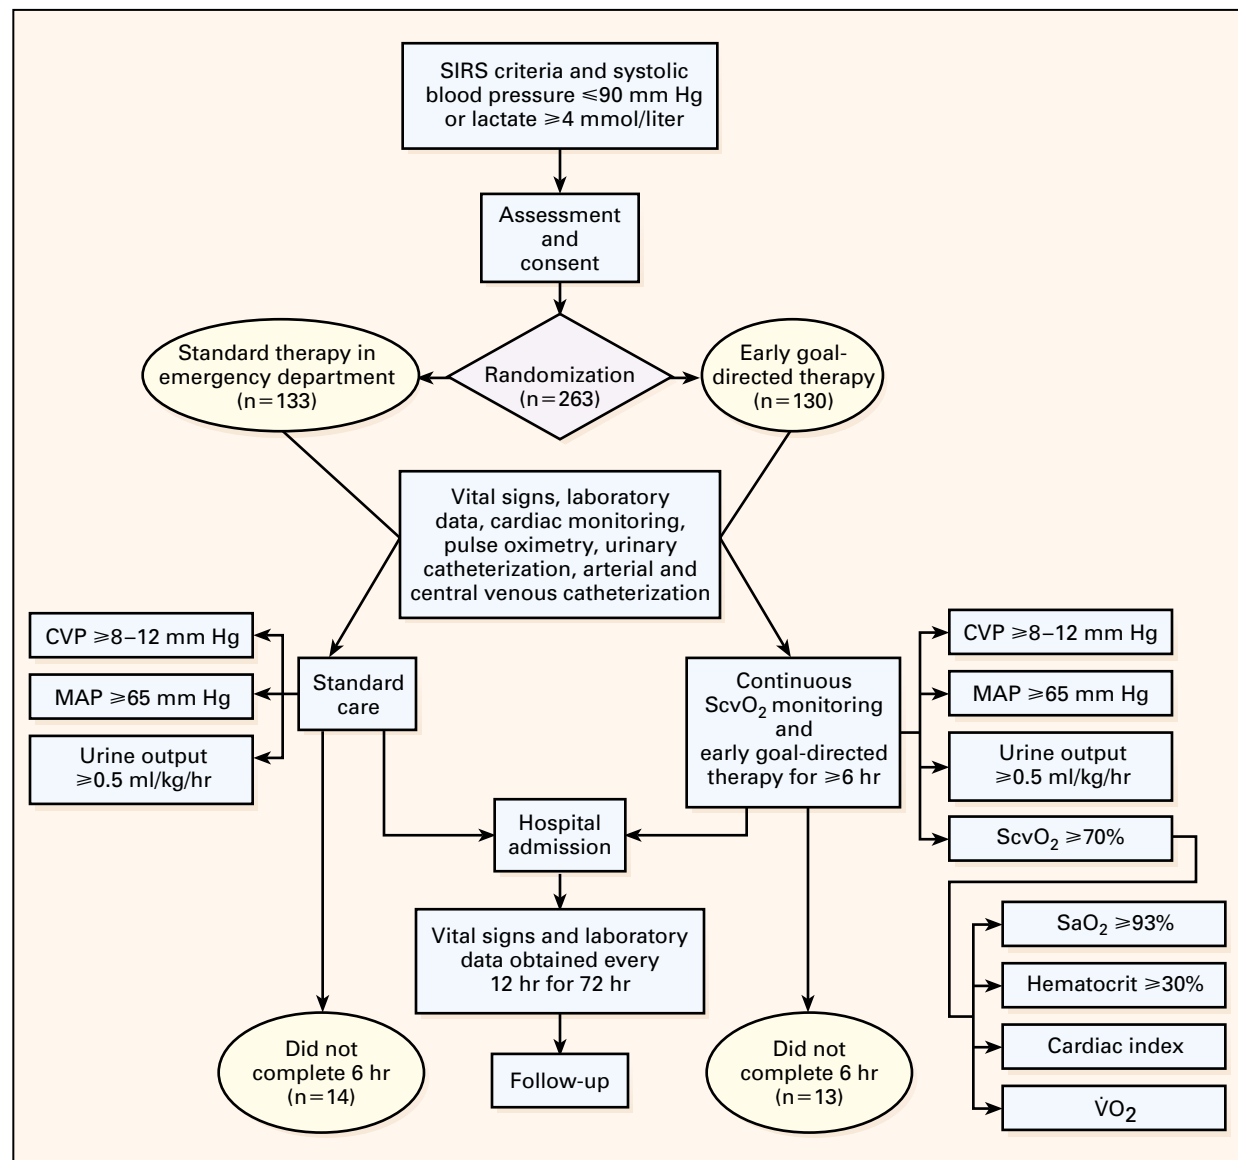 SIRS criteria and systolic
blood pressure ⩽90 mm Hg
or lactate ⩾4 mmol/liter
Assessment
and
consent
Standard therapy in
emergency department
(n=133)
Randomization
(n=263)
Early goal-
directed therapy
(n=130)
Vital signs, laboratory
data, cardiac monitoring,
pulse oximetry, urinary
catheterization, arterial and
central venous catheterization
CVP ⩾8–12 mm Hg
MAP ⩾65 mm Hg
Urine output
⩾0.5 ml/kg/hr
Standard
care
Continuous
ScvO₂ monitoring
and
early goal-directed
therapy for ⩾6 hr
CVP ⩾8–12 mm Hg
MAP ⩾65 mm Hg
Urine output
⩾0.5 ml/kg/hr
ScvO₂ ⩾70%
Hospital
admission
Vital signs and laboratory
data obtained every
12 hr for 72 hr
SaO₂ ⩾93%
Hematocrit ⩾30%
Cardiac index
V̇O₂
Did not
complete 6 hr
(n=14)
Follow-up
Did not
complete 6 hr
(n=13)